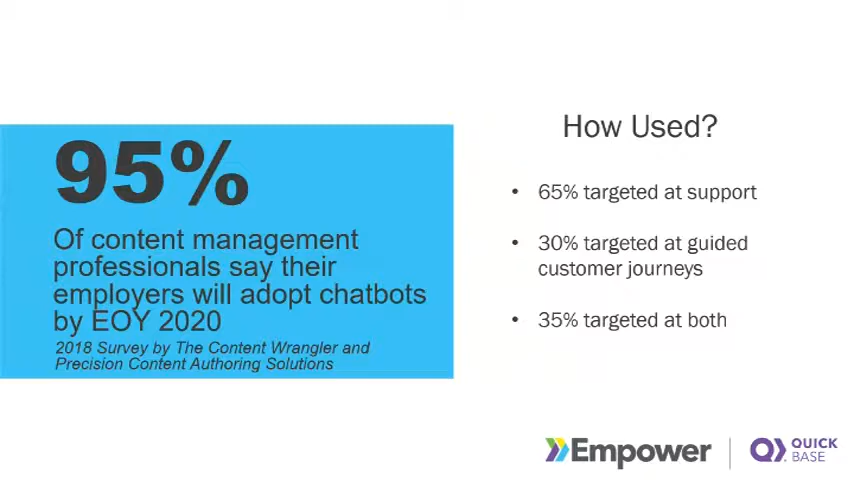 95%
Of content management
professionals say their
employers will adopt chatbots
by EOY 2020
2018 Survey by The Content Wrangler and
Precision Content Authoring Solutions
How Used?
• 65% targeted at support
• 30% targeted at guided
customer journeys
• 35% targeted at both
Empower
QUICK
BASE